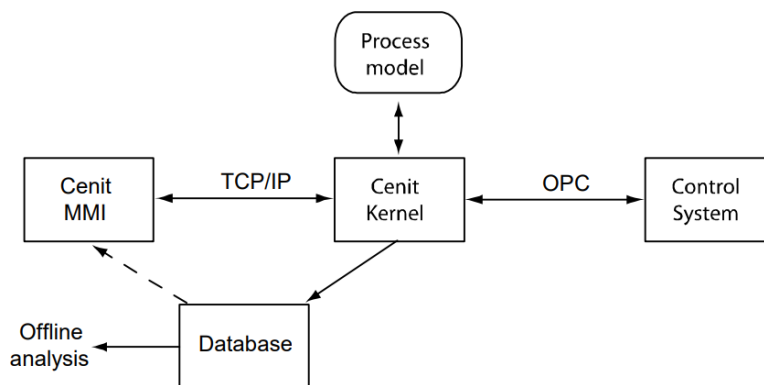 Process
model
Cenit
MMI
TCP/IP
Cenit
Kernel
OPC
Control
System
Offline
analysis
Database